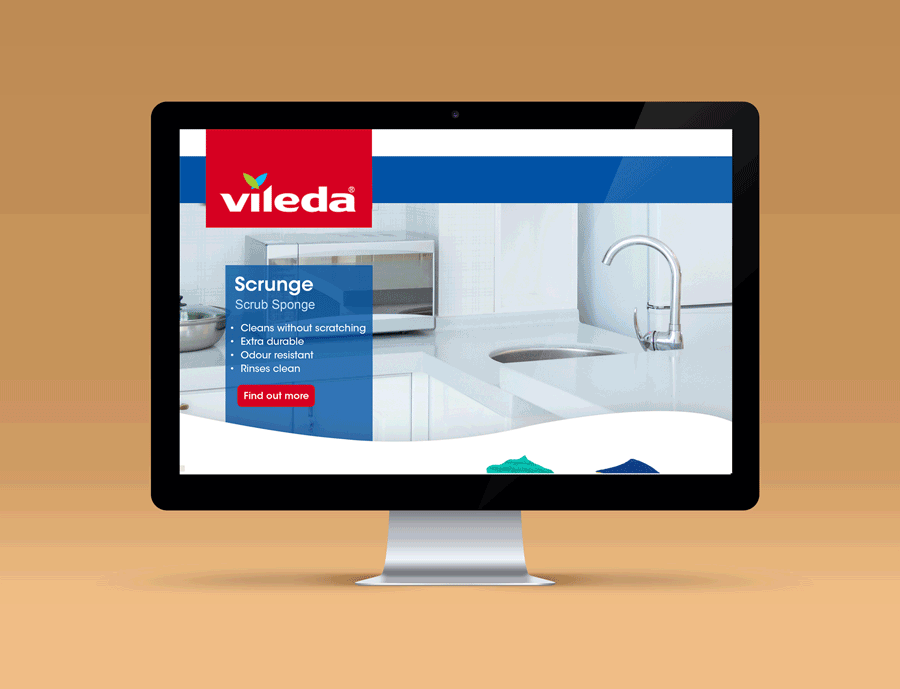 vileda®
Scrunge
Scrub Sponge
• Cleans without scratching
• Extra durable
• Odour resistant
• Rinses clean
Find out more